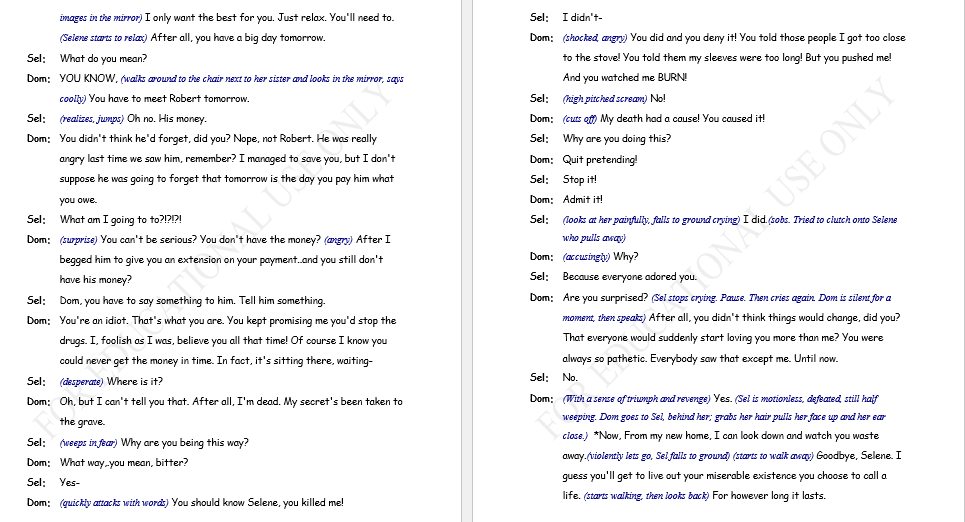 images in the mirror) I only want the best for you. Just relax. You'll need to.
(Selene starts to relax) After all, you have a big day tomorrow.
Sel: What do you mean?
Dom: YOU KNOW, (walks around to the chair next to her sister and looks in the mirror, says
coolly) You have to meet Robert tomorrow.
Sel: (realizes, jumps) Oh no. His money.
Dom: You didn't think he'd forget, did you? Nope, not Robert. He was really
angry last time we saw him, remember? I managed to save you, but I don't
suppose he was going to forget that tomorrow is the day you pay him what
you owe.
Sel: What am I going to to?!?!?!
Dom: (surprise) You can't be serious? You don't have the money? (angry) After I
begged him to give you an extension on your payment..and you still don't
have his money?
Sel: Dom, you have to say something to him. Tell him something.
Dom: You're an idiot. That's what you are. You kept promising me you'd stop the
drugs. I, foolish as I was, believe you all that time! Of course I know you
could never get the money in time. In fact, it's sitting there, waiting-
Sel: (desperate) Where is it?
Dom: Oh, but I can't tell you that. After all, I'm dead. My secret's been taken to
the grave.
Sel: (weeps in fear) Why are you being this way?
Dom: What way,.you mean, bitter?
Sel: Yes-
Dom: (quickly attacks with words) You should know Selene, you killed me!
Sel: I didn't-
Dom: (shocked, angry) You did and you deny it! You told those people I got too close
to the stove! You told them my sleeves were too long! But you pushed me!
And you watched me BURN!
Sel: (high pitched scream) No!
Dom: (cuts off) My death had a cause! You caused it!
Sel: Why are you doing this?
Dom: Quit pretending!
Sel: Stop it!
Dom: Admit it!
Sel: (looks at her painfully, falls to ground crying) I did.(sobs. Tried to clutch onto Selene
who pulls away)
Dom: (accusingly) Why?
Sel: Because everyone adored you.
Dom: Are you surprised? (Sel stops crying. Pause. Then cries again. Dom is silent for a
moment, then speaks) After all, you didn't think things would change, did you?
That everyone would suddenly start loving you more than me? You were
always so pathetic. Everybody saw that except me. Until now.
Sel: No.
Dom: (With a sense of triumph and revenge) Yes. (Sel is motionless, defeated, still half
weeping. Dom goes to Sel, behind her; grabs her hair pulls her face up and her ear
close.) *Now, From my new home, I can look down and watch you waste
away.(violently lets go, Sel falls to ground) (starts to walk away) Goodbye, Selene. I
guess you'll get to live out your miserable existence you choose to call a
life. (starts walking, then looks back) For however long it lasts.
FOR EDUCATIONAL USE ONLY
FOR EDUCATIONAL USE ONLY